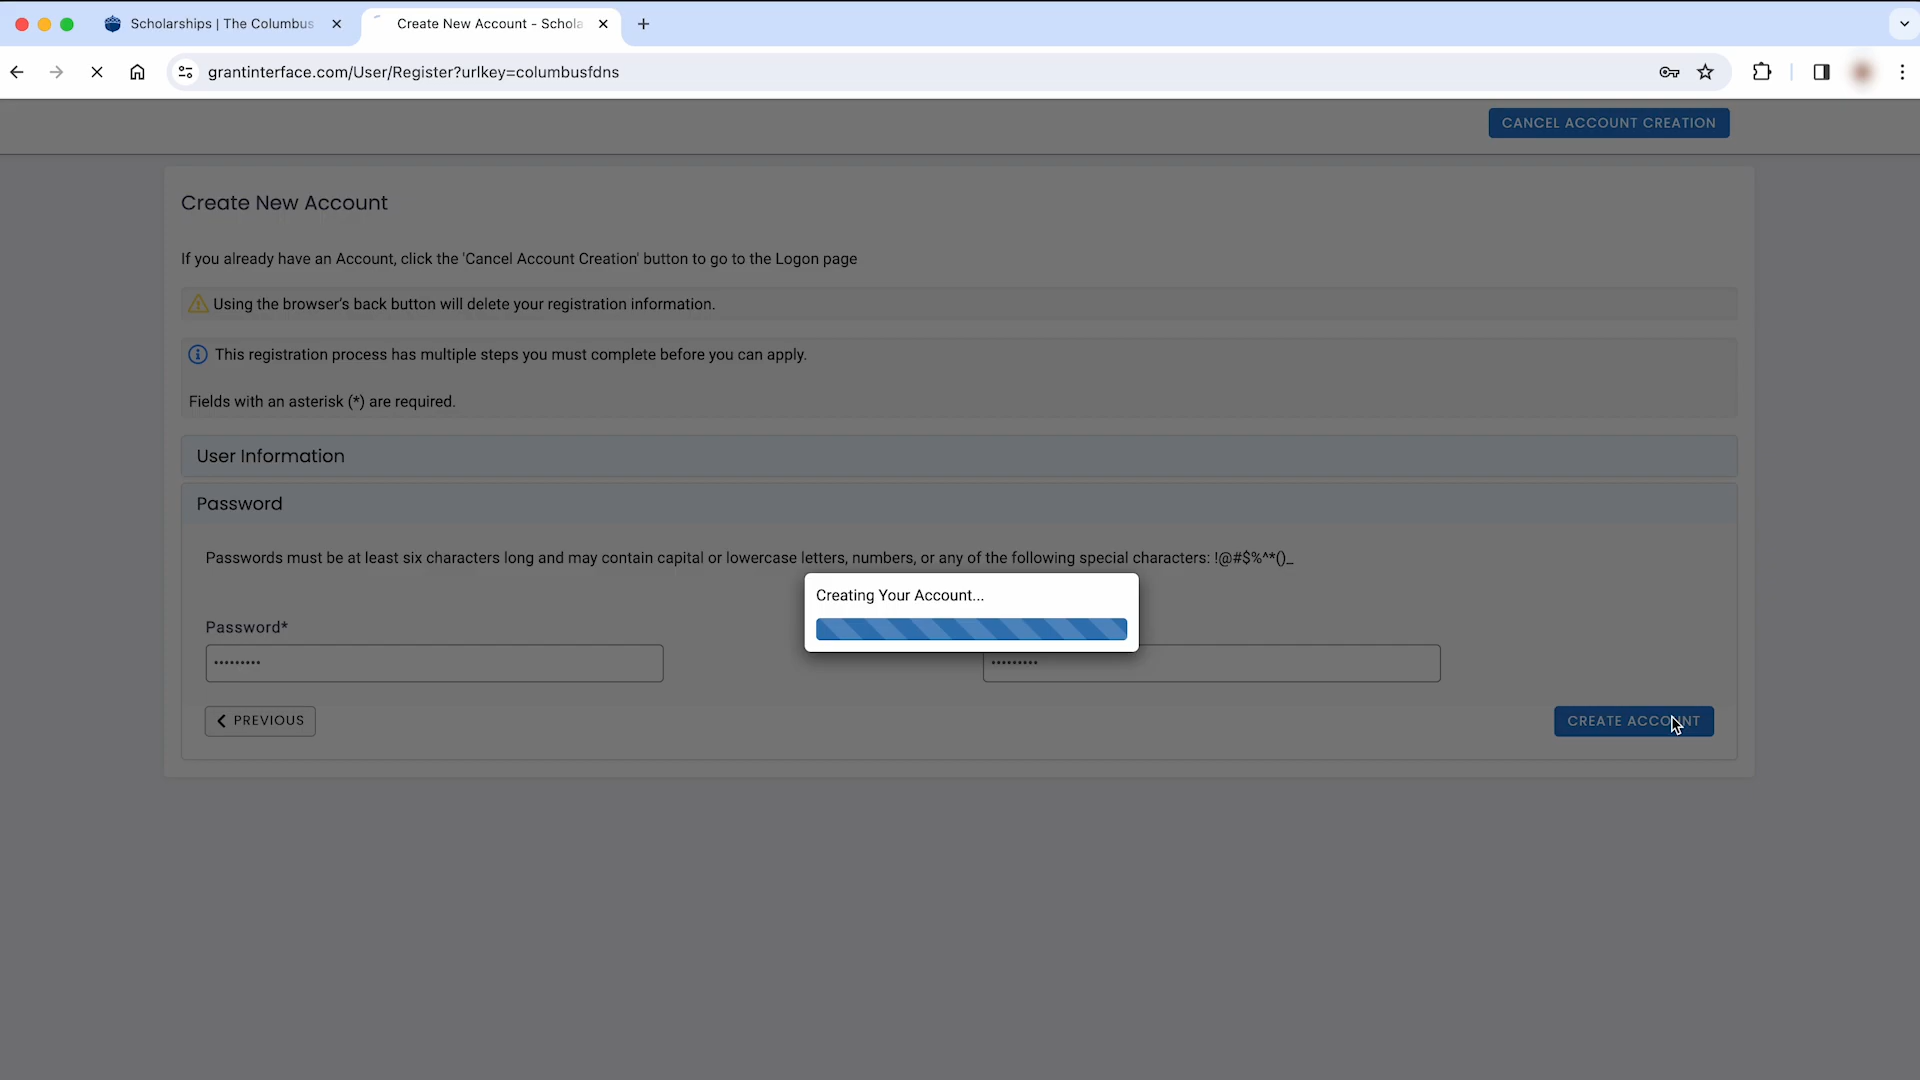 Scholarships | The Columbus
Create New Account - Schola
grantinterface.com/User/Register?urlkey=columbusfdns
CANCEL ACCOUNT CREATION
Create New Account
If you already have an Account, click the 'Cancel Account Creation' button to go to the Logon page
Using the browser's back button will delete your registration information.
This registration process has multiple steps you must complete before you can apply.
Fields with an asterisk (*) are required.
User Information
Password
Passwords must be at least six characters long and may contain capital or lowercase letters, numbers, or any of the following special characters: !@#$%^*()_
Creating Your Account...
Password*
•••••••••
•••••••••
PREVIOUS
CREATE ACCOUNT